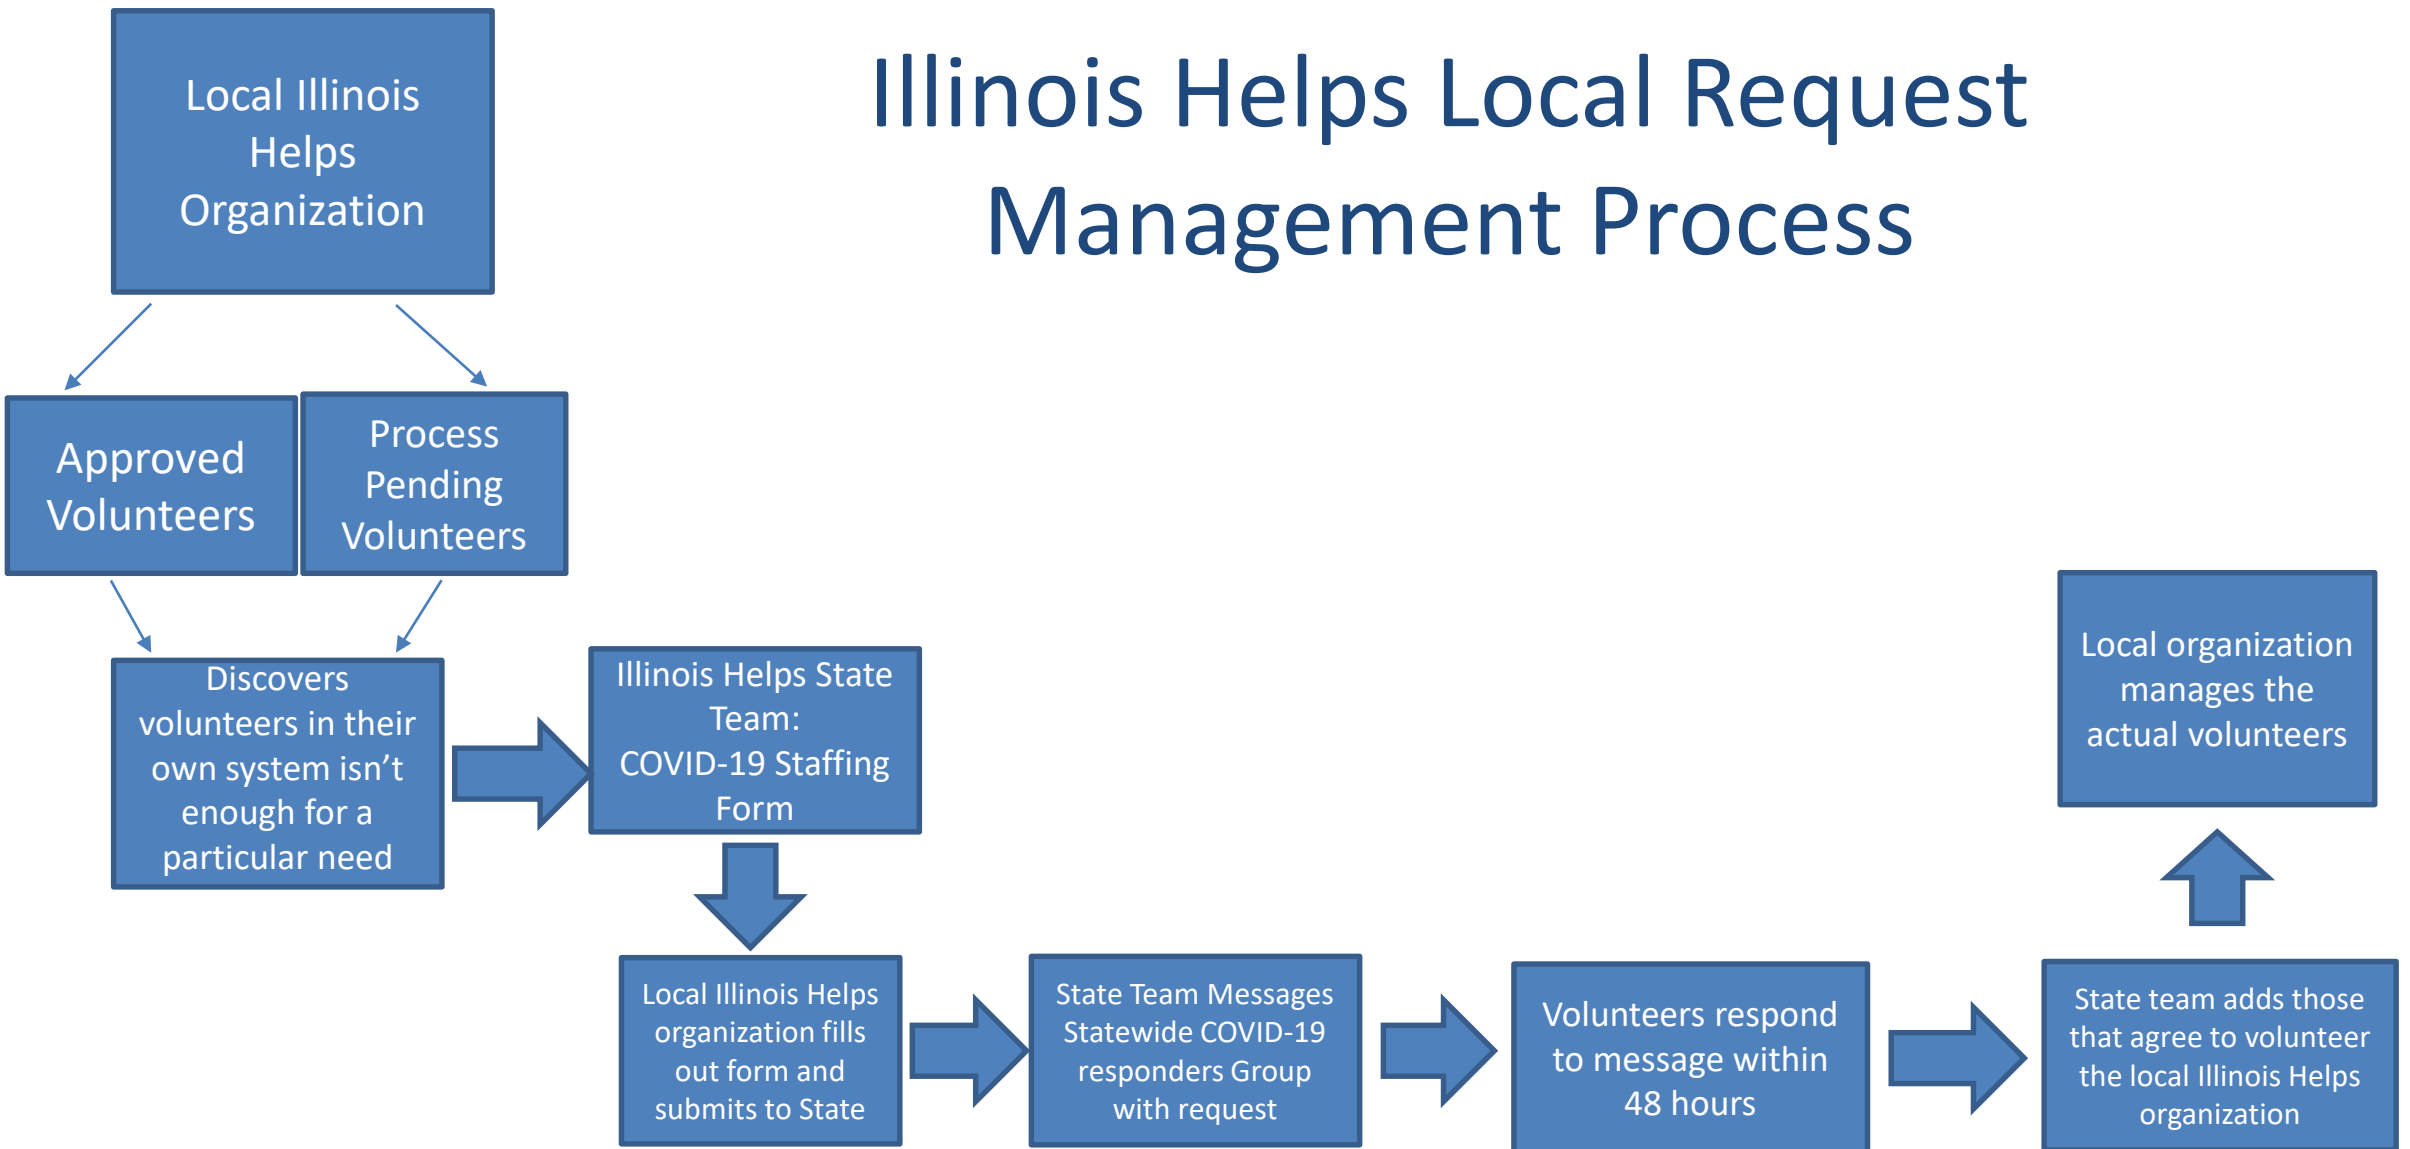 Illinois Helps Local Request
Management Process
Local Illinois
Helps
Organization
Approved
Volunteers
Process
Pending
Volunteers
Discovers
volunteers in their
own system isn’t
enough for a
particular need
Illinois Helps State
Team:
COVID-19 Staffing
Form
Local Illinois Helps
organization fills
out form and
submits to State
State Team Messages
Statewide COVID-19
responders Group
with request
Volunteers respond
to message within
48 hours
State team adds those
that agree to volunteer
the local Illinois Helps
organization
Local organization
manages the
actual volunteers